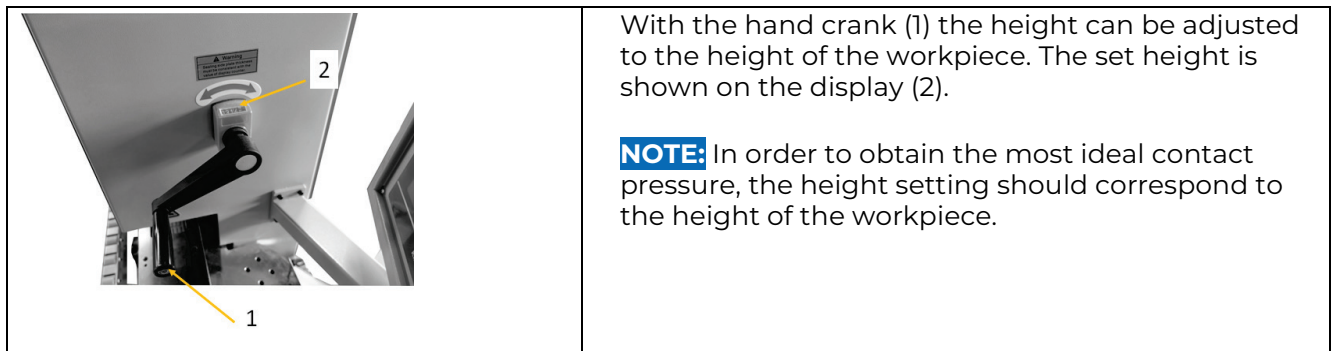 Warning
2
1
With the hand crank (1) the height can be adjusted
to the height of the workpiece. The set height is
shown on the display (2).
NOTE: In order to obtain the most ideal contact
pressure, the height setting should correspond to
the height of the workpiece.